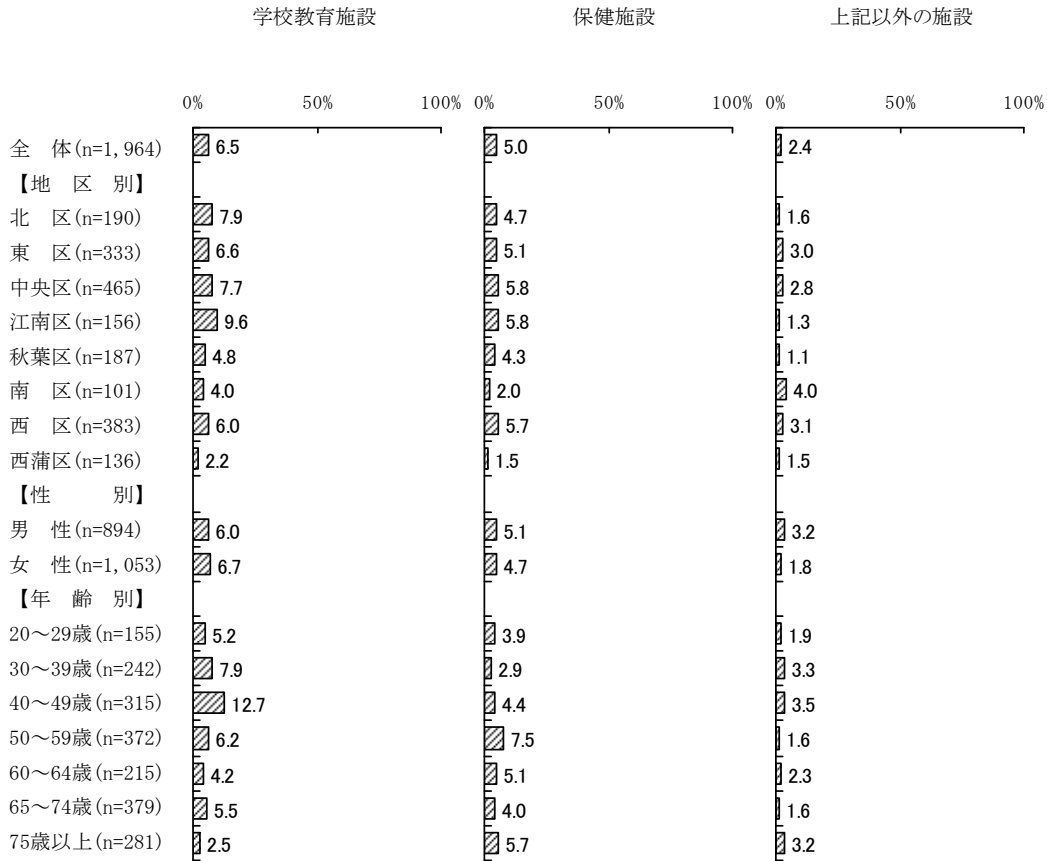 学校教育施設 保健施設 上記以外の施設
0% 50% 100% 0% 50% 100% 0% 50% 100%
全 体(n=1,964) 6.5 5.0 2.4
【地 区 別】
北 区(n=190) 7.9 4.7 1.6
東 区(n=333) 6.6 5.1 3.0
中央区(n=465) 7.7 5.8 2.8
江南区(n=156) 9.6 5.8 1.3
秋葉区(n=187) 4.8 4.3 1.1
南 区(n=101) 4.0 2.0 4.0
西 区(n=383) 6.0 5.7 3.1
西蒲区(n=136) 2.2 1.5 1.5
【性 別】
男 性(n=894) 6.0 5.1 3.2
女 性(n=1,053) 6.7 4.7 1.8
【年 齢 別】
20～29歳(n=155) 5.2 3.9 1.9
30～39歳(n=242) 7.9 2.9 3.3
40～49歳(n=315) 12.7 4.4 3.5
50～59歳(n=372) 6.2 7.5 1.6
60～64歳(n=215) 4.2 5.1 2.3
65～74歳(n=379) 5.5 4.0 1.6
75歳以上(n=281) 2.5 5.7 3.2